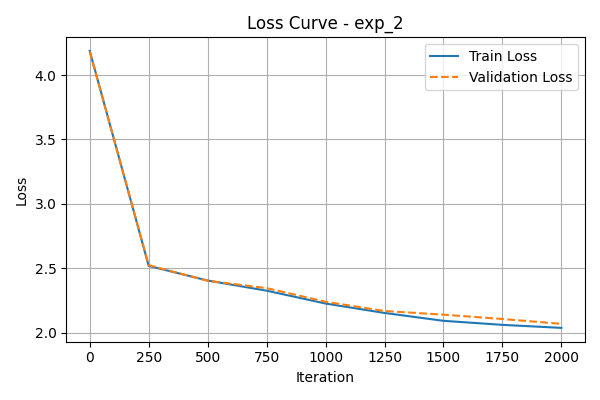 Loss Curve - exp_2
Train Loss
Validation Loss
Loss
4.0
3.5
3.0
2.5
2.0
0 250 500 750 1000 1250 1500 1750 2000
Iteration